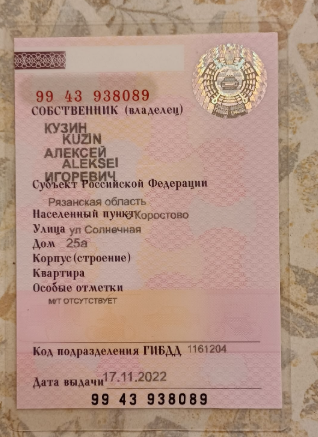 99 43 938089
СОБСТВЕННИК (владелец)
КУЗИН
KUZIN
АЛЕКСЕЙ
ALEKSEI
ИГОРЕВИЧ
Субъект Российской Федерации
Рязанская область
Населенный пункт с Коростово
Улица ул Солнечная
Дом 25а
Корпус (строение)
Квартира
Особые отметки
М/Т ОТСУТСТВУЕТ
Код подразделения ГИБДД 1161204
Дата выдачи 17.11.2022
99 43 938089